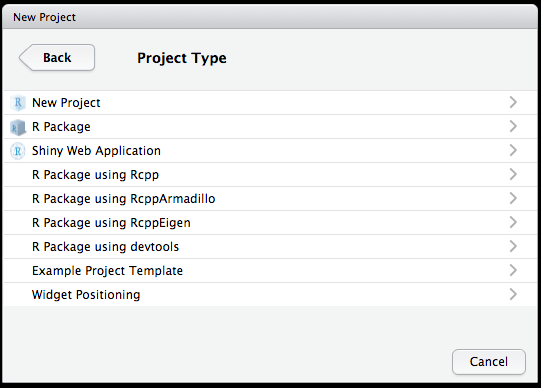 New Project
Back
Project Type
New Project
R Package
Shiny Web Application
R Package using Rcpp
R Package using RcppArmadillo
R Package using RcppEigen
R Package using devtools
Example Project Template
Widget Positioning
Cancel